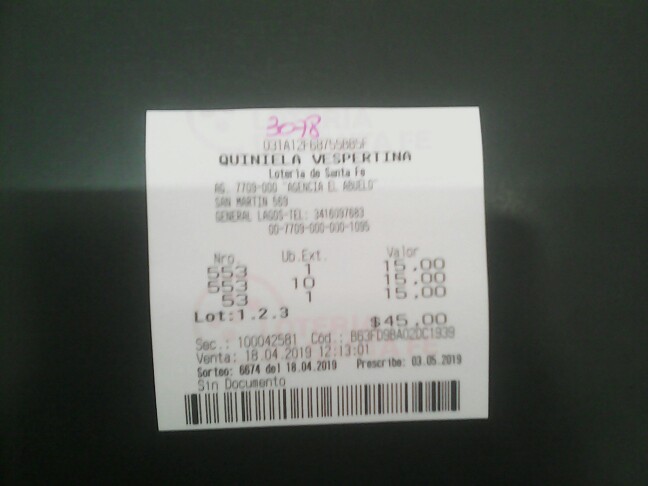 3098
031A12F68755BB5F
QUINIELA VESPERTINA
Loteria de Santa Fe
AG. 7709-000 "AGENCIA EL ABUELO"
SAN MARTIN 569
GENERAL LAGOS-TEL: 3416097683
00-7709-000-000-1095
Nro. Ub.Ext. Valor
553 1 15,00
553 10 15,00
53 1 15,00
Lot:1.2.3 $45,00
Sec.: 100042581 Cod.: B63FD9BA02DC1939
Venta: 18.04.2019 12:13:01
Sorteo: 6674 del 18.04.2019 Prescribe: 03.05.2019
Sin Documento